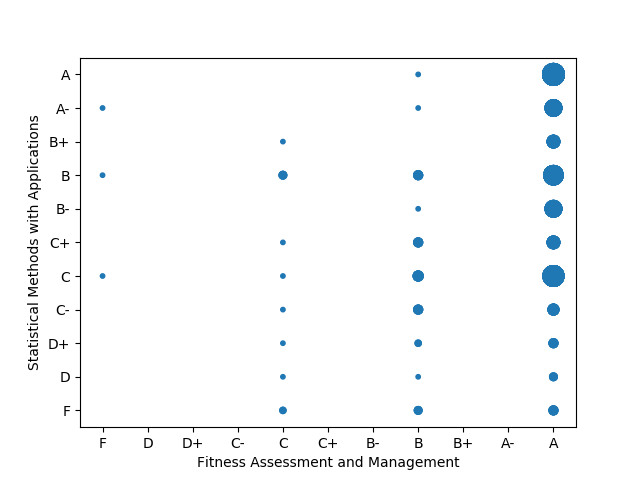 Statistical Methods with Applications
A
A-
B+
B
B-
C+
C
C-
D+
D
F
F D D+ C- C C+ B- B B+ A- A
Fitness Assessment and Management